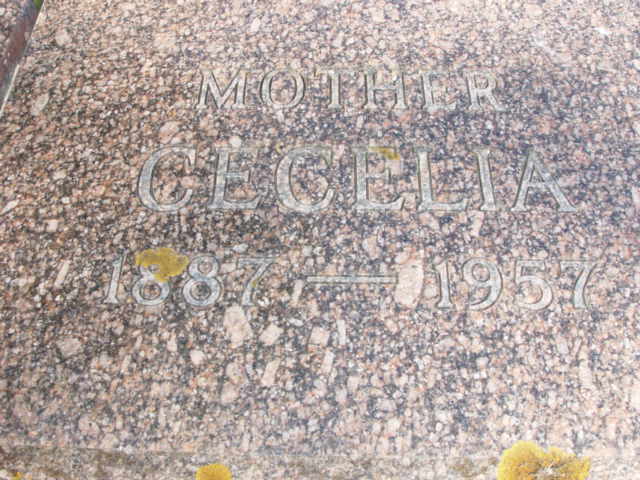 MOTHER
CECELIA
1887 — 1957